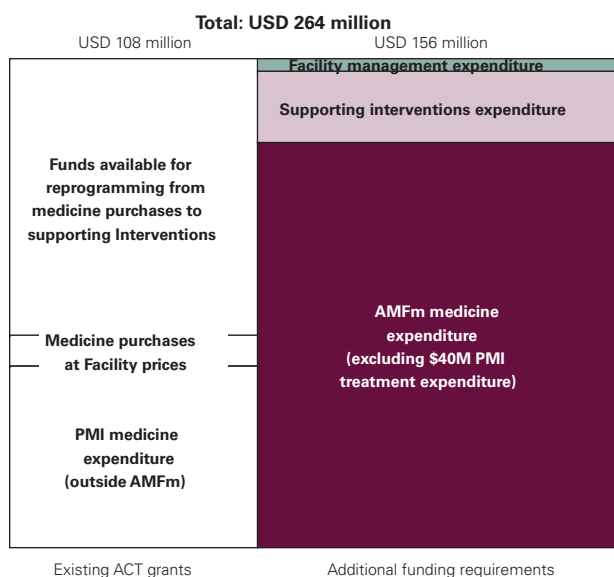 Total: USD 264 million
USD 108 million
USD 156 million
Facility management expenditure
Supporting interventions expenditure
Funds available for
reprogramming from
medicine purchases to
supporting Interventions
Medicine purchases
at Facility prices
AMFm medicine
expenditure
(excluding $40M PMI
treatment expenditure)
PMI medicine
expenditure
(outside AMFm)
Existing ACT grants
Additional funding requirements